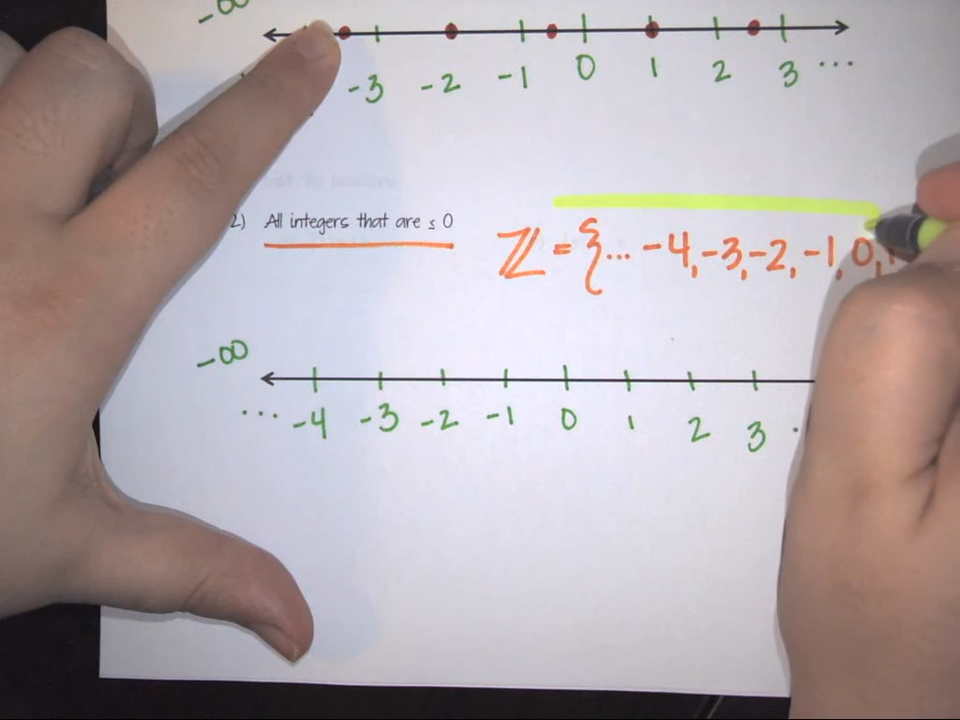 -∞
-3 -2 -1 0 1 2 3 ...
2) All integers that are ≤ 0
ℤ = {... -4, -3, -2, -1, 0,
-∞
... -4 -3 -2 -1 0 1 2 3